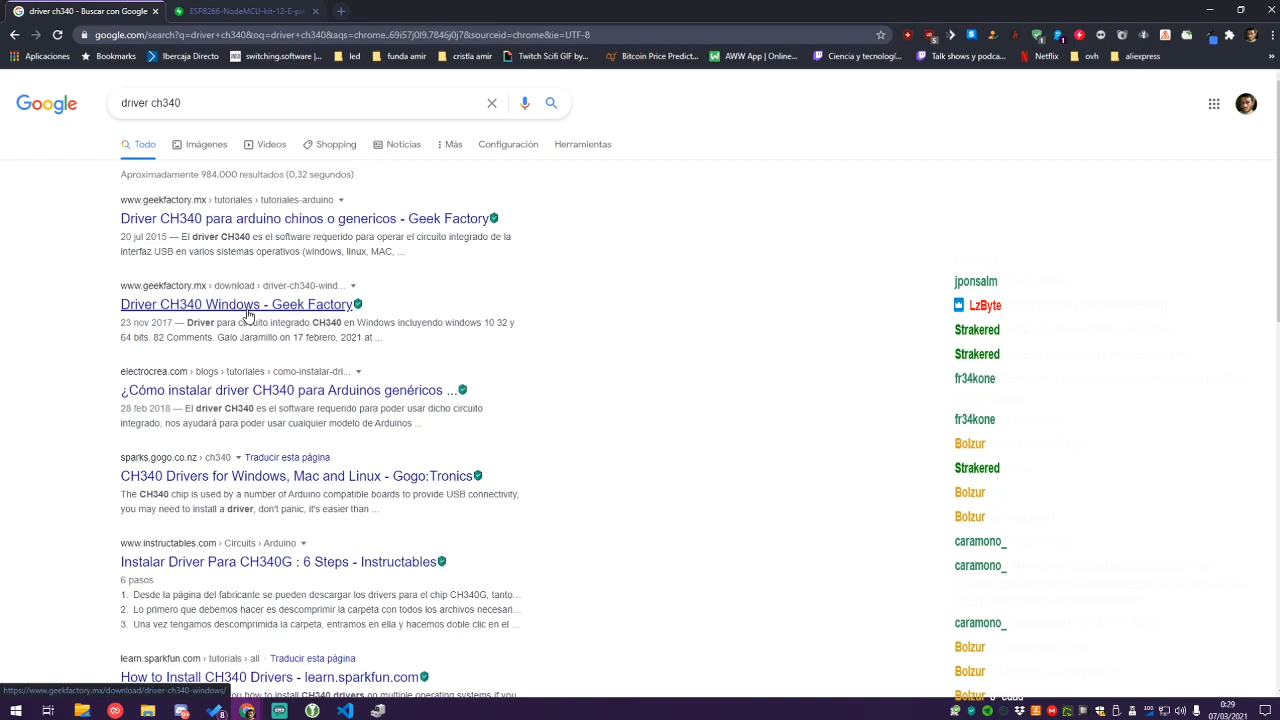 driver ch340 - Buscar con Google
ESP8266-NodeMCU-kit-12-E-pi
google.com/search?q=driver+ch340&oq=driver+ch340&aqs=chrome..69i57j0l9.7846j0j7&sourceid=chrome&ie=UTF-8
Aplicaciones
Bookmarks
Ibercaja Directo
led
funda amir
cristla amir
Twitch Scifi GIF by...
Bitcoin Price Predict...
AWW App | Online...
Ciencia y tecnologí...
Talk shows y podca...
Netflix
ovh
aliexpress
Google
driver ch340
Todo
Imágenes
Vídeos
Shopping
Noticias
Más
Configuración
Herramientas
Aproximadamente 984.000 resultados (0,32 segundos)
www.geekfactory.mx › tutoriales › tutoriales-arduino
Driver CH340 para arduino chinos o genericos - Geek Factory
20 jul 2015 — El driver CH340 es el software requerido para operar el circuito integrado de la
interfaz USB en varios sistemas operativos (windows, linux, MAC, ...
www.geekfactory.mx › download › driver-ch340-wind...
Driver CH340 Windows - Geek Factory
23 nov 2017 — Driver para circuito integrado CH340 en Windows incluyendo windows 10 32 y
64 bits. 82 Comments. Galo Jaramillo on 17 febrero, 2021 at ...
electrocrea.com › blogs › tutoriales › como-instalar-dri...
¿Cómo instalar driver CH340 para Arduinos genéricos ...
28 feb 2018 — El driver CH340 es el software requerido para poder usar dicho circuito
integrado, nos ayudará para poder usar cualquier modelo de Arduinos ...
sparks.gogo.co.nz › ch340
Traducir esta página
CH340 Drivers for Windows, Mac and Linux - Gogo:Tronics
The CH340 chip is used by a number of Arduino compatible boards to provide USB connectivity,
you may need to install a driver, don't panic, it's easier than ...
www.instructables.com › Circuits › Arduino
Instalar Driver Para CH340G : 6 Steps - Instructables
6 pasos
1. Desde la página del fabricante se pueden descargar los drivers para el chip CH340G, tanto...
2. Lo primero que debemos hacer es descomprimir la carpeta con todos los archivos necesari...
3. Una vez tengamos descomprimida la carpeta, entramos en ella y hacemos doble clic en el ...
learn.sparkfun.com › tutorials › all
Traducir esta página
How to Install CH340 Drivers - learn.sparkfun.com
you how to install CH340 drivers on multiple operating systems if you
https://www.geekfactory.mx/download/driver-ch340-windows/
jponsalm
LzByte
Strakered
Strakered
fr34kone
fr34kone
Bolzur
Strakered
Bolzur
Bolzur
caramono_
caramono_
caramono_
Bolzur
Bolzur
Bolzur
0:29
07/03/2021